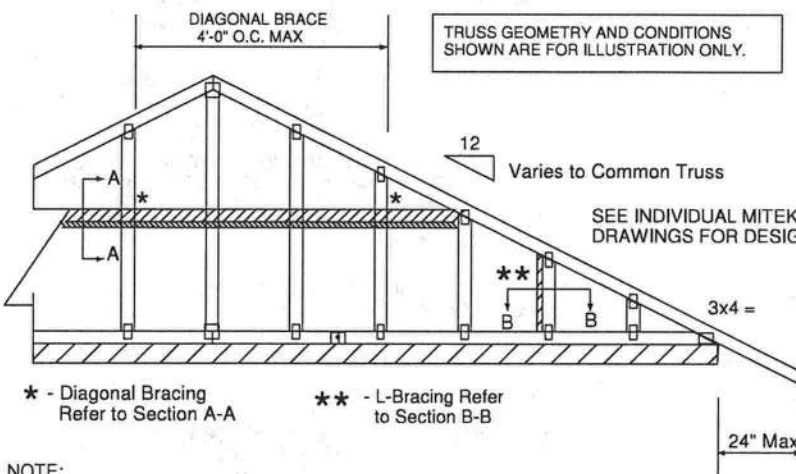 DIAGONAL BRACE
4'-0" O.C. MAX
TRUSS GEOMETRY AND CONDITIONS
SHOWN ARE FOR ILLUSTRATION ONLY.
12
Varies to Common Truss
A
*
*
SEE INDIVIDUAL MITEK
DRAWINGS FOR DESIG
A
**
B
B
3x4 =
* - Diagonal Bracing
Refer to Section A-A
** - L-Bracing Refer
to Section B-B
24" Max
NOTE: